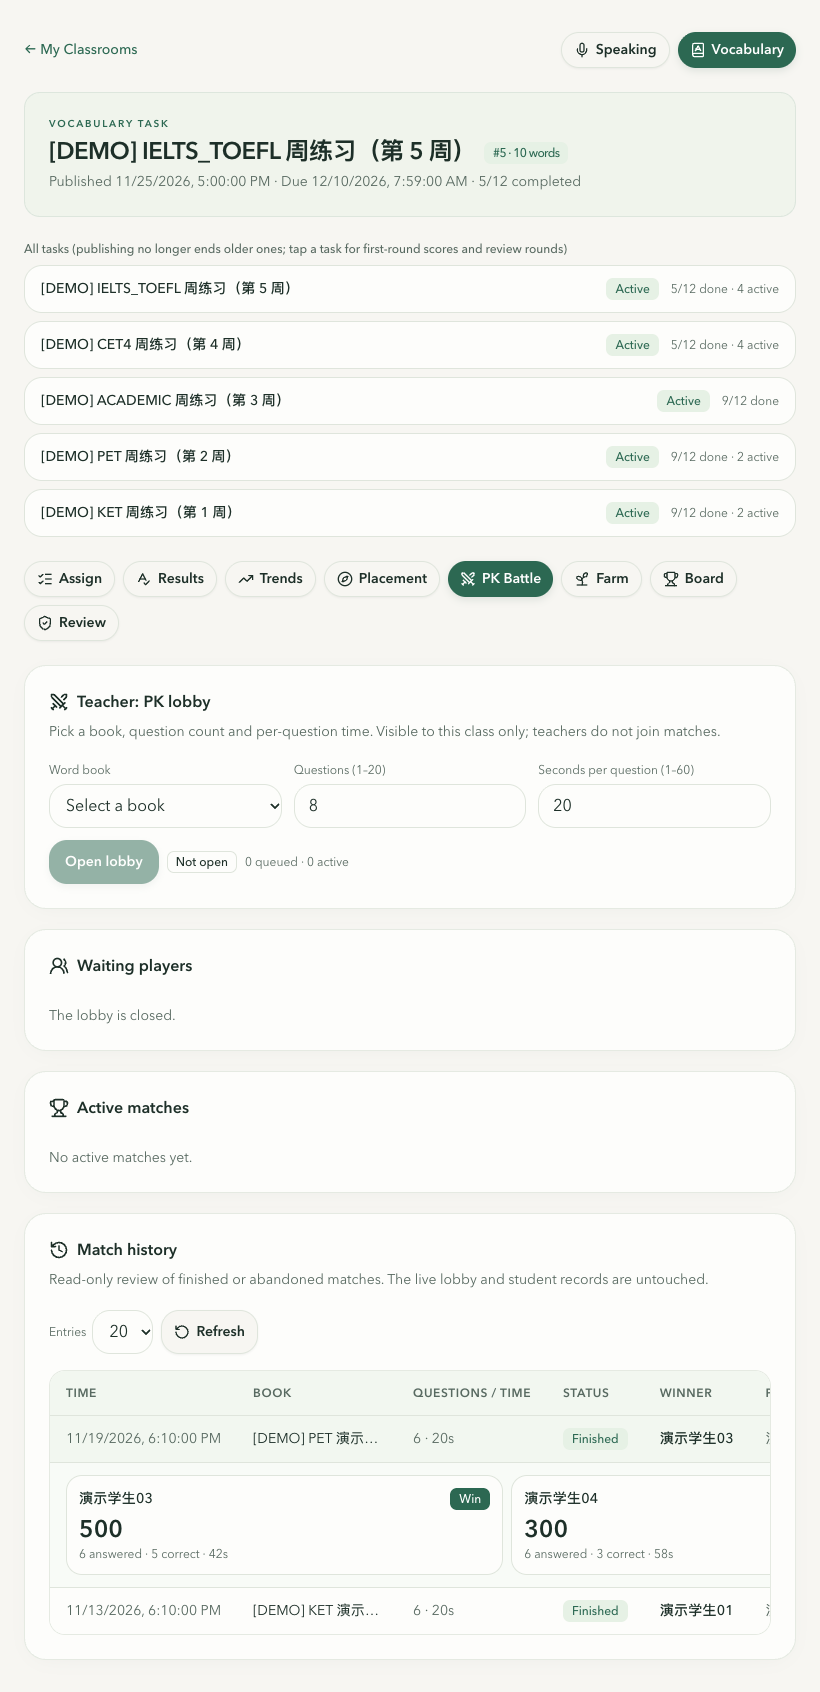 ← My Classrooms
Speaking
Vocabulary
VOCABULARY TASK
[DEMO] IELTS_TOEFL 周练习（第 5 周） #5 · 10 words
Published 11/25/2026, 5:00:00 PM · Due 12/10/2026, 7:59:00 AM · 5/12 completed
All tasks (publishing no longer ends older ones; tap a task for first-round scores and review rounds)
[DEMO] IELTS_TOEFL 周练习（第 5 周） Active 5/12 done · 4 active
[DEMO] CET4 周练习（第 4 周） Active 5/12 done · 4 active
[DEMO] ACADEMIC 周练习（第 3 周） Active 9/12 done
[DEMO] PET 周练习（第 2 周） Active 9/12 done · 2 active
[DEMO] KET 周练习（第 1 周） Active 9/12 done · 2 active
Assign Results Trends Placement PK Battle Farm Board
Review
Teacher: PK lobby
Pick a book, question count and per-question time. Visible to this class only; teachers do not join matches.
Word book Questions (1–20) Seconds per question (1–60)
Select a book 8 20
Open lobby Not open 0 queued · 0 active
Waiting players
The lobby is closed.
Active matches
No active matches yet.
Match history
Read-only review of finished or abandoned matches. The live lobby and student records are untouched.
Entries 20 Refresh
TIME BOOK QUESTIONS / TIME STATUS WINNER
11/19/2026, 6:10:00 PM [DEMO] PET 演示… 6 · 20s Finished 演示学生03
演示学生03 Win 演示学生04
500 300
6 answered · 5 correct · 42s 6 answered · 3 correct · 58s
11/13/2026, 6:10:00 PM [DEMO] KET 演示… 6 · 20s Finished 演示学生01